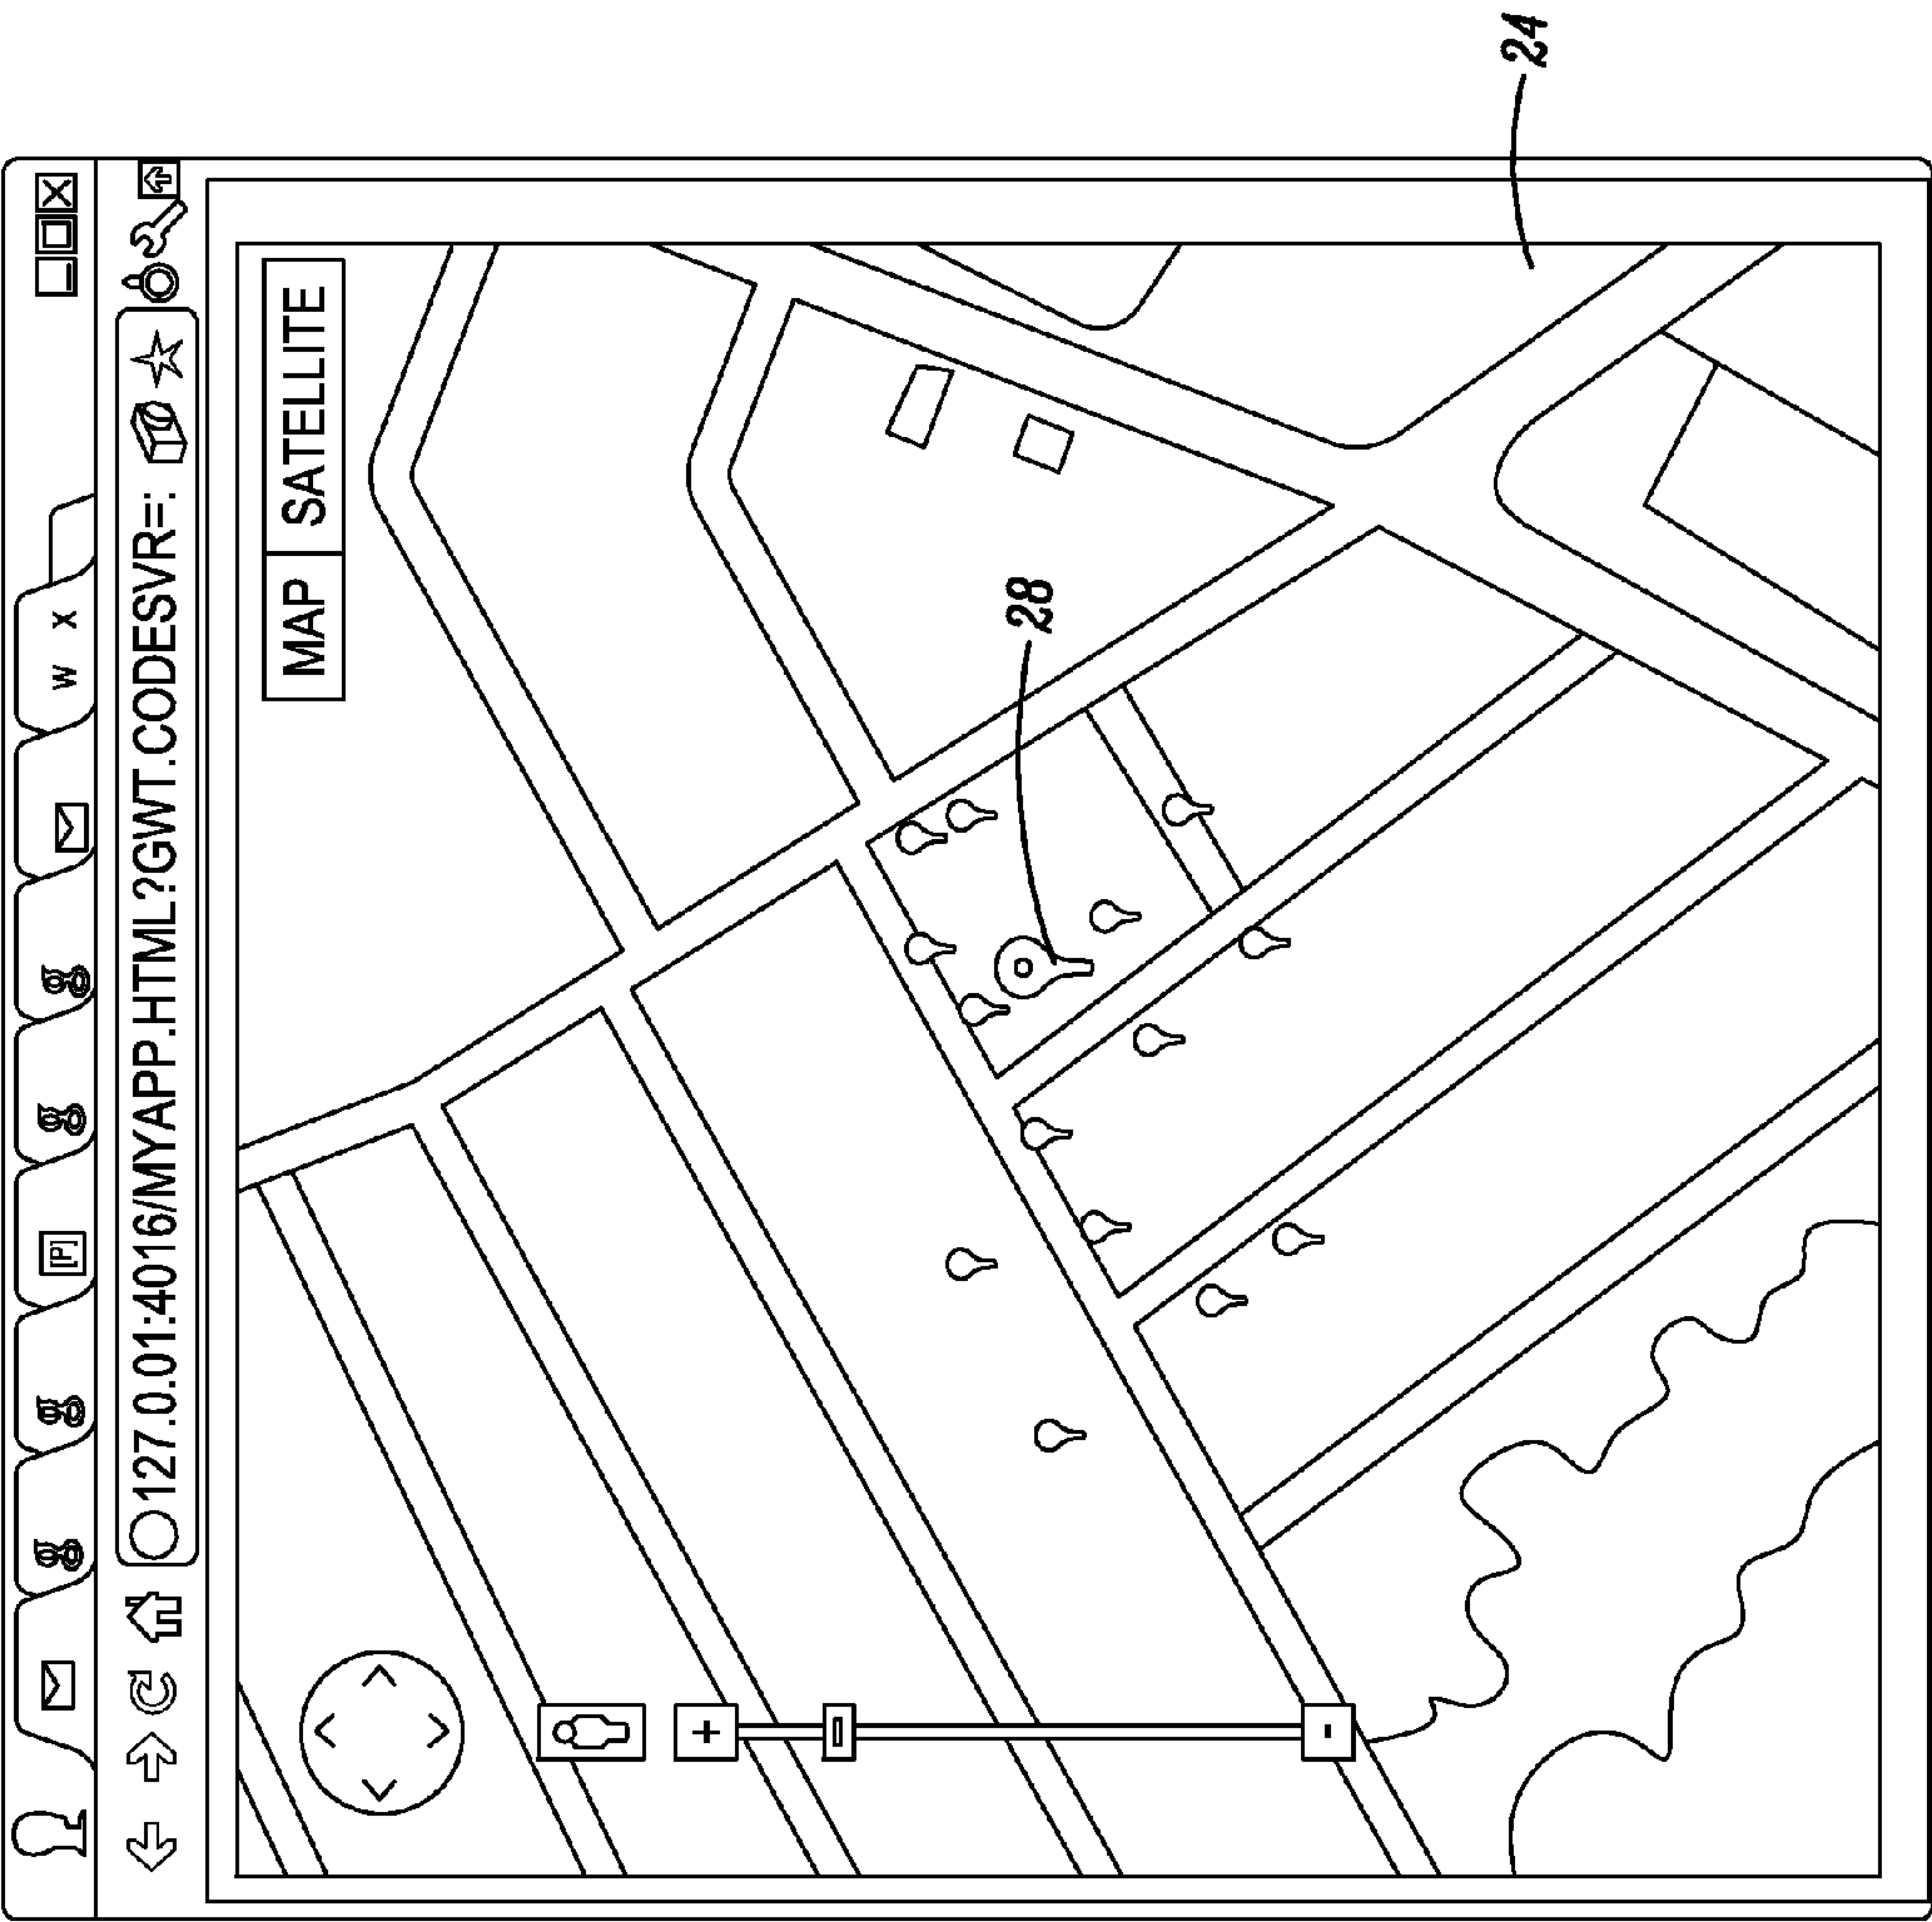 W X
[P]
127.0.01:4016/MYAPP.HTML?GWT.CODESVR=:
MAP SATELLITE
28
24